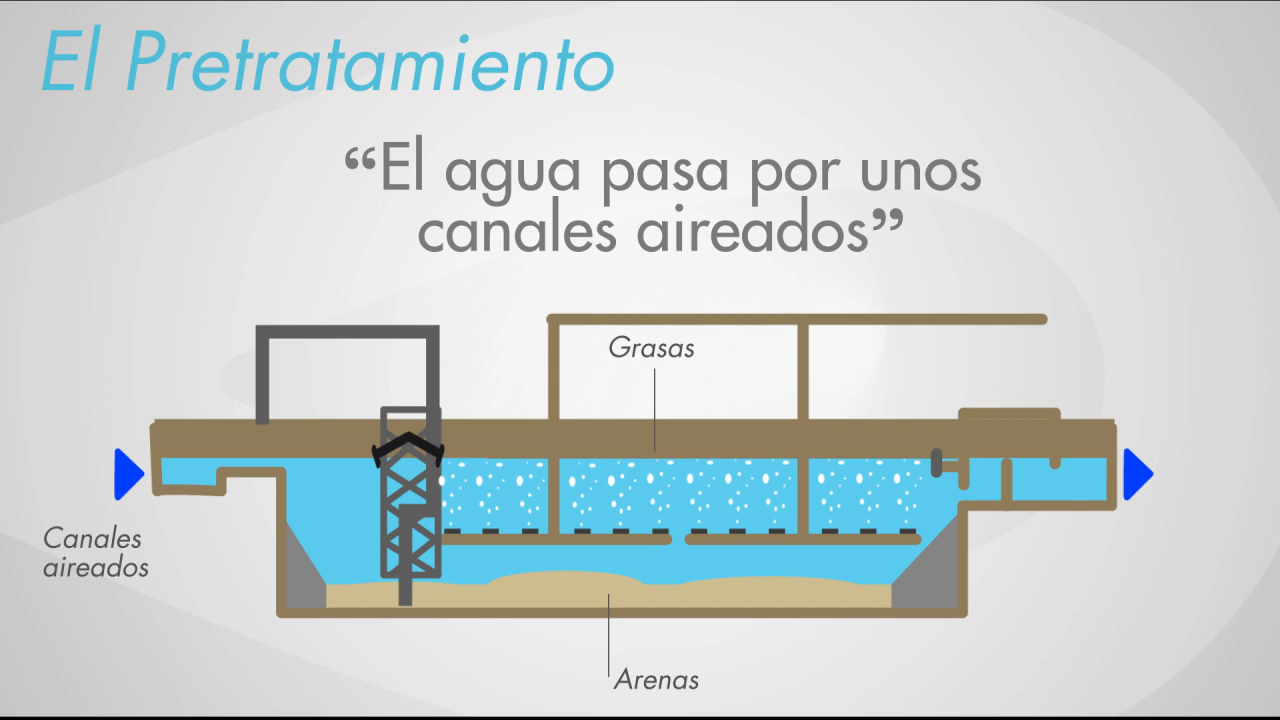 El Pretratamiento
“El agua pasa por unos
canales aireados”
Grasas
Canales
aireados
Arenas